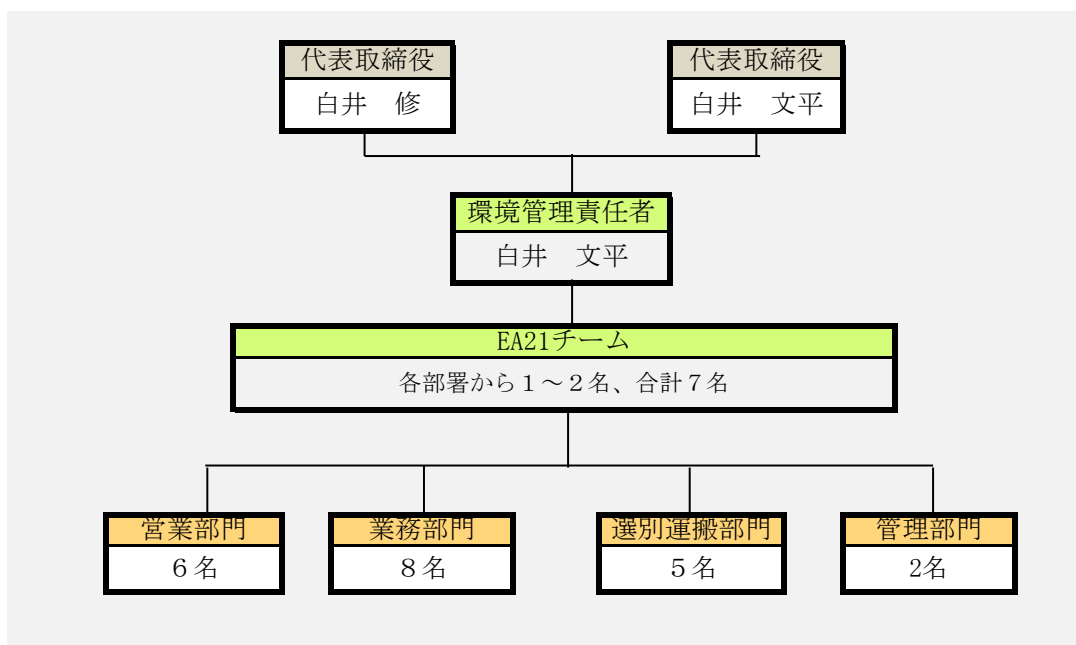 代表取締役
白井　修
代表取締役
白井　文平
環境管理責任者
白井　文平
EA21チーム
各部署から１～２名、合計７名
営業部門
６名
業務部門
８名
選別運搬部門
５名
管理部門
2名